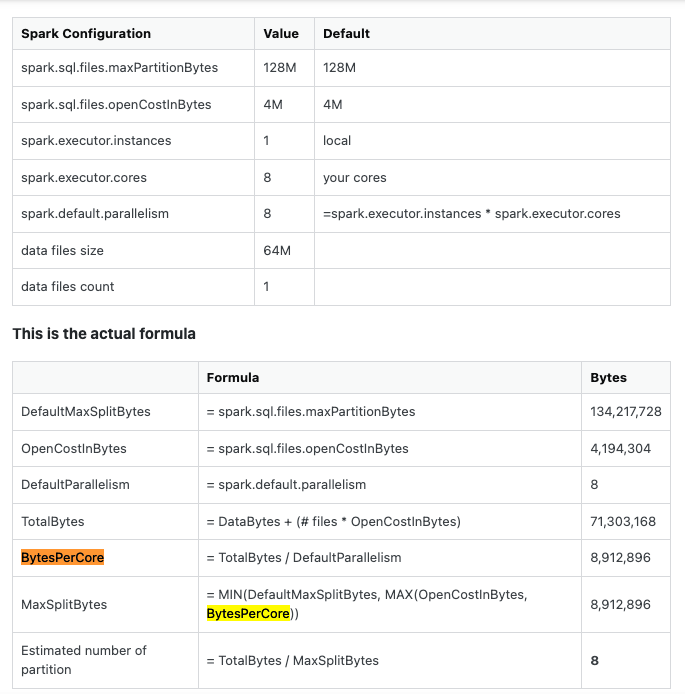 Spark Configuration Value Default
spark.sql.files.maxPartitionBytes 128M 128M
spark.sql.files.openCostInBytes 4M 4M
spark.executor.instances 1 local
spark.executor.cores 8 your cores
spark.default.parallelism 8 =spark.executor.instances * spark.executor.cores
data files size 64M
data files count 1
This is the actual formula
Formula Bytes
DefaultMaxSplitBytes = spark.sql.files.maxPartitionBytes 134,217,728
OpenCostInBytes = spark.sql.files.openCostInBytes 4,194,304
DefaultParallelism = spark.default.parallelism 8
TotalBytes = DataBytes + (# files * OpenCostInBytes) 71,303,168
BytesPerCore = TotalBytes / DefaultParallelism 8,912,896
MaxSplitBytes = MIN(DefaultMaxSplitBytes, MAX(OpenCostInBytes, 8,912,896
BytesPerCore))
Estimated number of
partition = TotalBytes / MaxSplitBytes 8